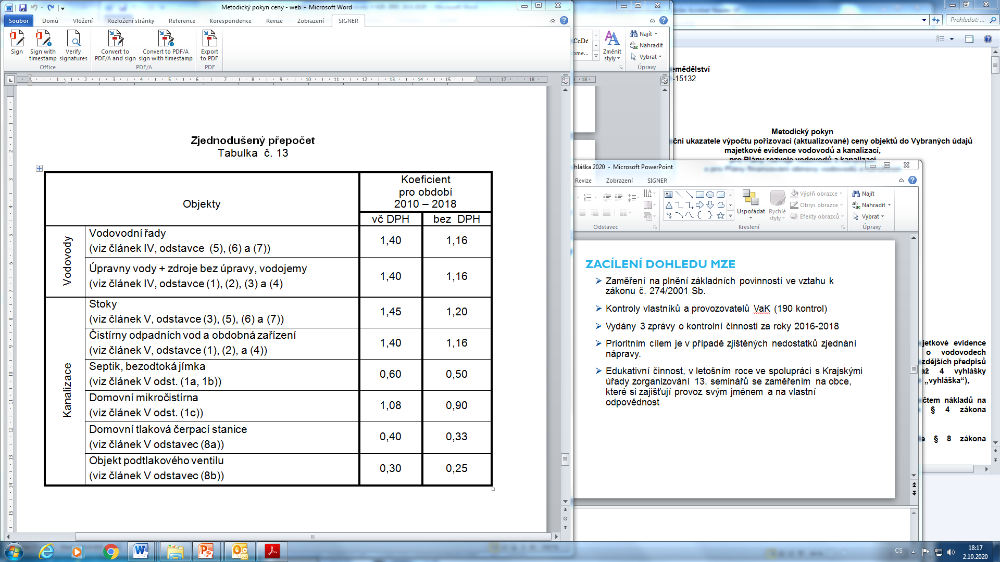 Metodický pokyn ceny - web - Microsoft Word
Soubor Domů Vložení Rozložení stránky Reference Korespondence Revize Zobrazení SIGNER
Sign
Sign with timestamp
Verify signatures
Office
Convert to PDF/A and sign
Convert to PDF/A sign with timestamp
PDF/A
Export to PDF
PDF
Zjednodušený přepočet
Tabulka č. 13
Objekty
Koeficient
pro období
2010 – 2018
vč DPH bez DPH
Vodovody
Vodovodní řady
(viz článek IV, odstavce (5), (6) a (7))
1,40 1,16
Úpravny vody + zdroje bez úpravy, vodojemy
(viz článek IV, odstavce (1), (2), (3) a (4)
1,40 1,16
Kanalizace
Stoky
(viz článek V, odstavce (3), (5), (6) a (7))
1,45 1,20
Čistírny odpadních vod a obdobná zařízení
(viz článek V, odstavce (1), (2), a (4))
1,40 1,16
Septik, bezodtoká jímka
(viz článek V odst. (1a, 1b))
0,60 0,50
Domovní mikročistírna
(viz článek V odst. (1c))
1,08 0,90
Domovní tlaková čerpací stanice
(viz článek V odstavec (8a))
0,40 0,33
Objekt podtlakového ventilu
(viz článek V odstavec (8b))
0,30 0,25
CcDd
ome...
Změnit styly
Najít
Nahradit
Vybrat
Úpravy
Prohledat: ...
emědělství
-15132
Metodický pokyn
ční ukazatele výpočtu pořizovací (aktualizované) ceny objektů do Vybraných údajů
majetkové evidence vodovodů a kanalizací,
pro Plány rozvoje vodovodů a kanalizací
hláška 2020 - Microsoft PowerPoint
Revize Zobrazení SIGNER
Odstavec
Uspořádat
Rychlé styly
Výplň obrazce
Obrys obrazce
Efekty obrazců
Kreslení
Najít
Nahradit
Vybrat
Úpravy
ZACÍLENÍ DOHLEDU MZE
Zaměření na plnění základních povinností ve vztahu k
zákonu č. 274/2001 Sb.
Kontroly vlastníků a provozovatelů VaK (190 kontrol)
Vydány 3 zprávy o kontrolní činnosti za roky 2016-2018
Prioritním cílem je v případě zjištěných nedostatků zjednání
nápravy.
Edukativní činnost, v letošním roce ve spolupráci s Krajskými
úřady zorganizování 13. seminářů se zaměřením na obce,
které si zajišťují provoz svým jménem a na vlastní
odpovědnost
jetkové evidence
o vodovodech
zdějších předpisů
až 4 vyhlášky
„vyhláška“),
čtem nákladů na
§ 4 zákona
e § 8 zákona
CS
18:17
2.10.2020